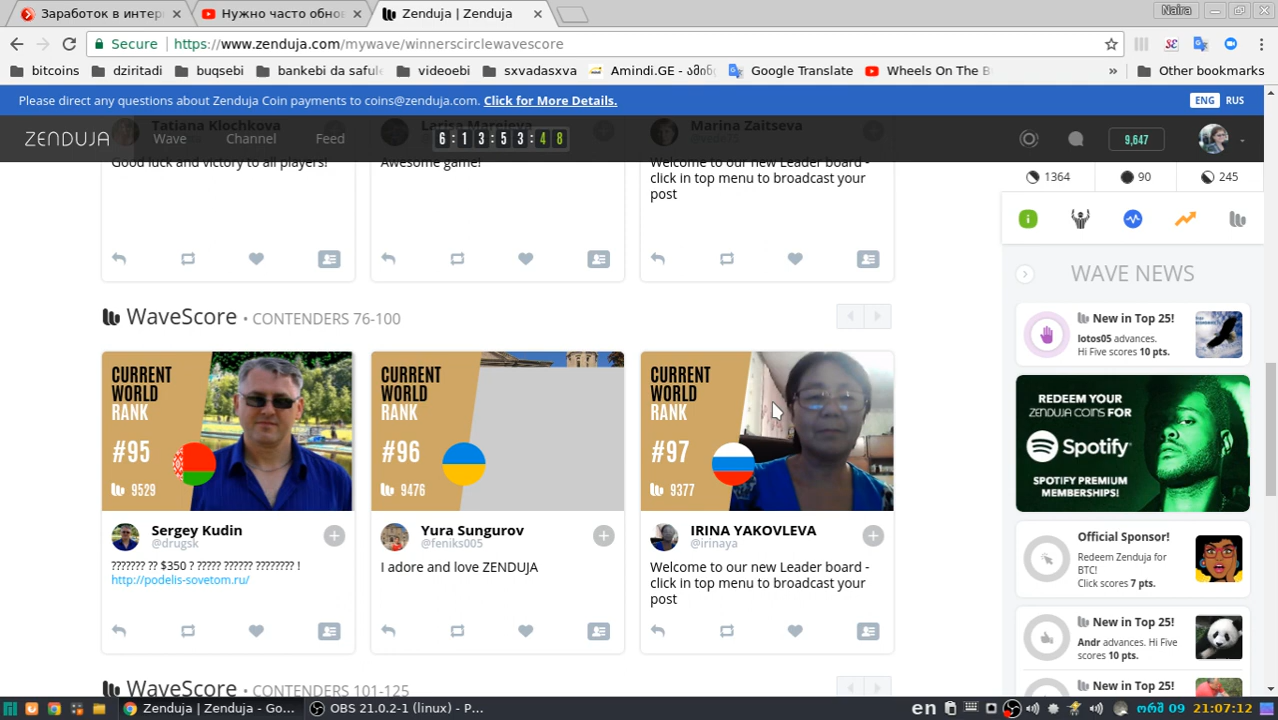 Заработок в интер
Нужно часто обнов
Zenduja | Zenduja
Naira
Secure
https://www.zenduja.com/mywave/winnerscirclewavescore
bitcoins
dziritadi
buqsebi
bankebi da safule
videoebi
sxvadasxva
Amindi.GE - ამინდ
Google Translate
Wheels On The B
»
Other bookmarks
Please direct any questions about Zenduja Coin payments to coins@zenduja.com. Click for More Details.
ENG RUS
ZENDUJA
Wave
Channel
Feed
6:13:53:48
9,647
Tatiana Klochkova
Marina Zaitseva
Good luck and victory to all players!
Awesome game!
Welcome to our new Leader board -
click in top menu to broadcast your
post
1364
90
245
WaveScore • CONTENDERS 76-100
CURRENT
WORLD
RANK
#95
9529
Sergey Kudin
@drugsk
??????? ?? $350 ? ????? ?????? ???????? !
http://podelis-sovetom.ru/
CURRENT
WORLD
RANK
#96
9476
Yura Sungurov
@feniks005
I adore and love ZENDUJA
CURRENT
WORLD
RANK
#97
9377
IRINA YAKOVLEVA
@irinaya
Welcome to our new Leader board -
click in top menu to broadcast your
post
WaveScore • CONTENDERS 101-125
WAVE NEWS
New in Top 25!
lotos05 advances.
Hi Five scores 10 pts.
REDEEM YOUR
ZENDUJA COINS FOR
Spotify
SPOTIFY PREMIUM
MEMBERSHIPS!
Official Sponsor!
Redeem Zenduja for
BTC!
Click scores 7 pts.
New in Top 25!
Andr advances. Hi Five
scores 10 pts.
New in Top 25!
Zenduja | Zenduja - Go...
OBS 21.0.2-1 (linux) - P...
en
ორშ 09
21:07:12